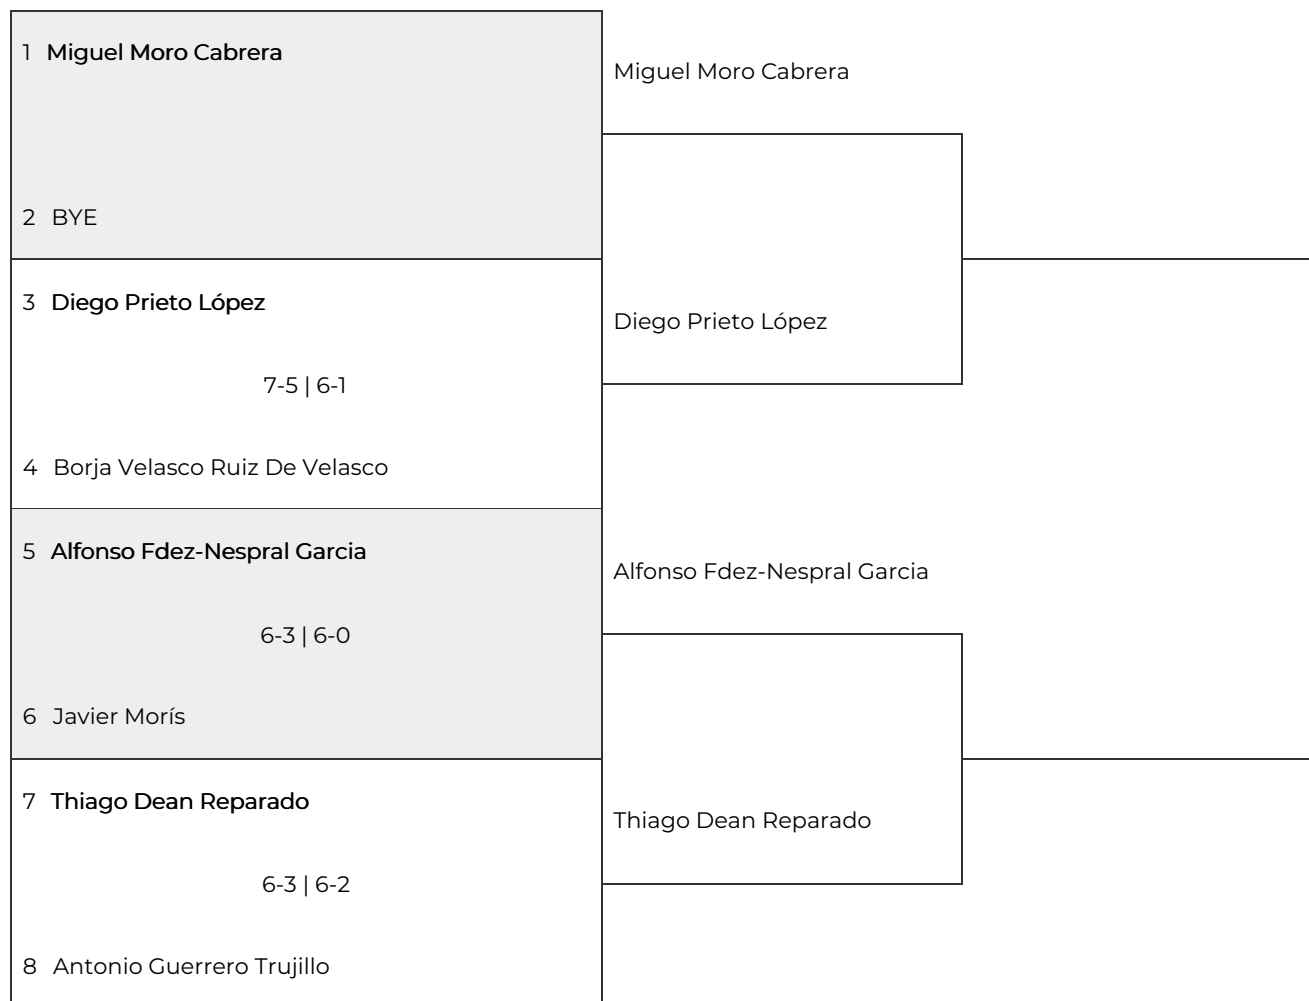 1 Miguel Moro Cabrera
2 BYE
3 Diego Prieto López
7-5 | 6-1
4 Borja Velasco Ruiz De Velasco
5 Alfonso Fdez-Nespral Garcia
6-3 | 6-0
6 Javier Morís
7 Thiago Dean Reparado
6-3 | 6-2
8 Antonio Guerrero Trujillo
Miguel Moro Cabrera
Diego Prieto López
Alfonso Fdez-Nespral Garcia
Thiago Dean Reparado